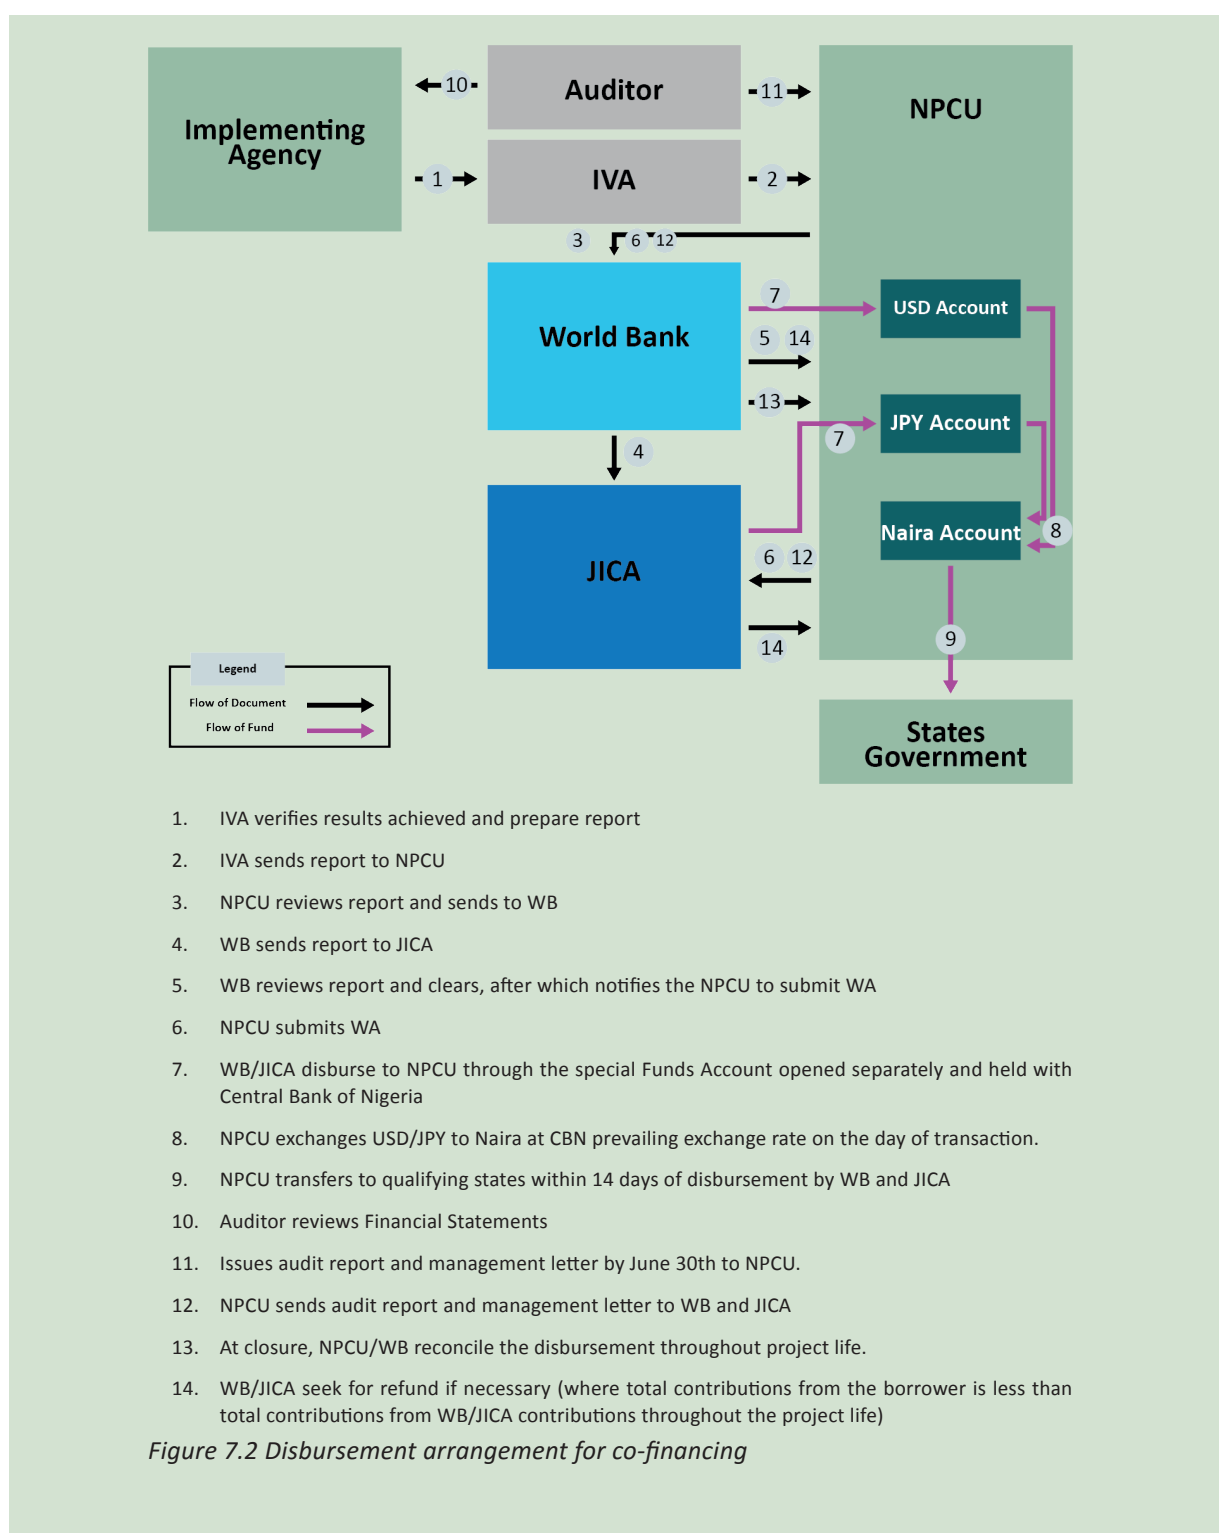 10
Auditor
11
NPCU
Implementing
Agency
1
IVA
2
3
6
12
7
USD Account
World Bank
5
14
13
JPY Account
7
4
Naira Account
8
6
12
JICA
9
14
Legend
Flow of Document
Flow of Fund
States
Government
1. IVA verifies results achieved and prepare report
2. IVA sends report to NPCU
3. NPCU reviews report and sends to WB
4. WB sends report to JICA
5. WB reviews report and clears, after which notifies the NPCU to submit WA
6. NPCU submits WA
7. WB/JICA disburse to NPCU through the special Funds Account opened separately and held with
Central Bank of Nigeria
8. NPCU exchanges USD/JPY to Naira at CBN prevailing exchange rate on the day of transaction.
9. NPCU transfers to qualifying states within 14 days of disbursement by WB and JICA
10. Auditor reviews Financial Statements
11. Issues audit report and management letter by June 30th to NPCU.
12. NPCU sends audit report and management letter to WB and JICA
13. At closure, NPCU/WB reconcile the disbursement throughout project life.
14. WB/JICA seek for refund if necessary (where total contributions from the borrower is less than
total contributions from WB/JICA contributions throughout the project life)
Figure 7.2 Disbursement arrangement for co-financing